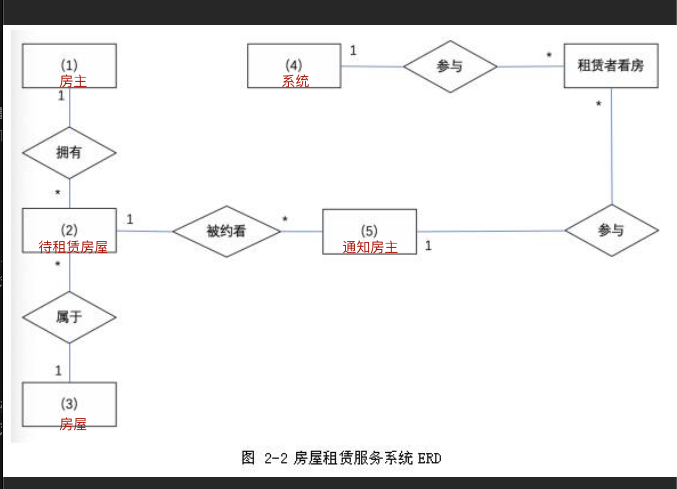 (1)
房主
1
拥有
*
(2)
待租赁房屋
*
属于
1
(3)
房屋
(4)
系统
1
参与
*
租赁者看房
*
参与
1
被约看
*
(5)
通知房主
1
图 2-2 房屋租赁服务系统 ERD